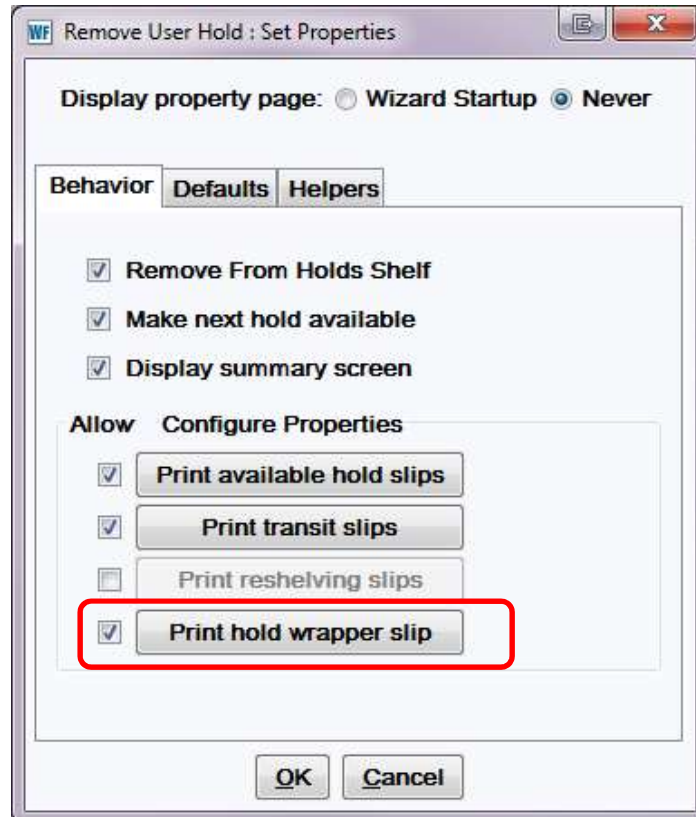 WF Remove User Hold : Set Properties
Display property page: Wizard Startup Never
Behavior Defaults Helpers
Remove From Holds Shelf
Make next hold available
Display summary screen
Allow Configure Properties
Print available hold slips
Print transit slips
Print reshelving slips
Print hold wrapper slip
OK Cancel